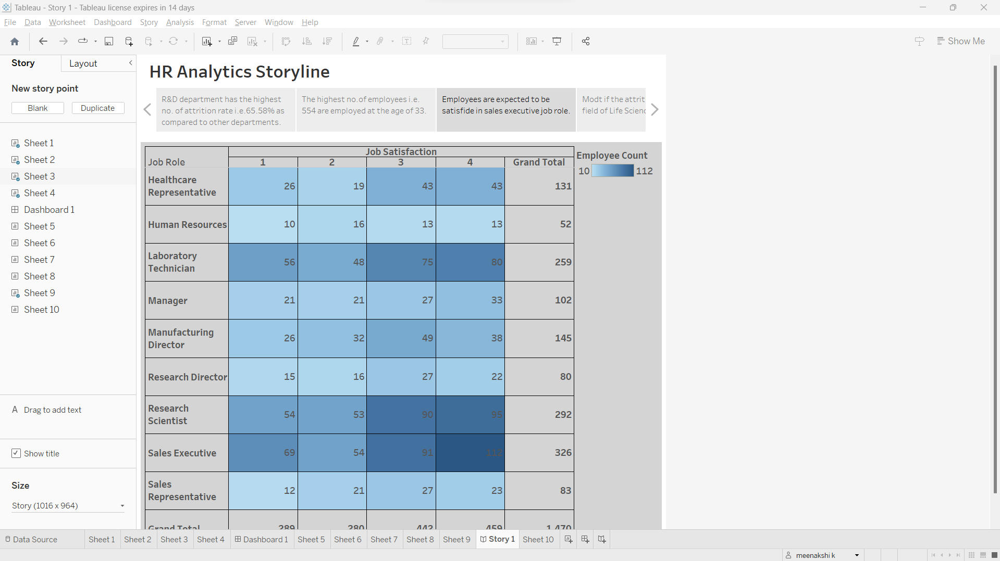 Tableau - Story 1 - Tableau license expires in 14 days
File Data Worksheet Dashboard Story Analysis Format Server Window Help
Show Me
Story Layout
New story point
Blank Duplicate
Sheet 1
Sheet 2
Sheet 3
Sheet 4
Dashboard 1
Sheet 5
Sheet 6
Sheet 7
Sheet 8
Sheet 9
Sheet 10
A Drag to add text
Show title
Size
Story (1016 x 964)
HR Analytics Storyline
R&D department has the highest
no. of attrition rate i.e.65.58% as
compared to other departments.
The highest no.of employees i.e.
554 are employed at the age of 33.
Employees are expected to be
satisfide in sales executive job role.
Modt if the attrit
field of Life Scienc
Job Satisfaction
Job Role 1 2 3 4 Grand Total
Healthcare
Representative 26 19 43 43 131
Human Resources 10 16 13 13 52
Laboratory
Technician 56 48 75 80 259
Manager 21 21 27 33 102
Manufacturing
Director 26 32 49 38 145
Research Director 15 16 27 22 80
Research
Scientist 54 53 90 95 292
Sales Executive 69 54 91 112 326
Sales
Representative 12 21 27 23 83
Grand Total 289 280 442 459 1,470
Employee Count
10 112
Data Source Sheet 1 Sheet 2 Sheet 3 Sheet 4 Dashboard 1 Sheet 5 Sheet 6 Sheet 7 Sheet 8 Sheet 9 Story 1 Sheet 10
meenakshi k